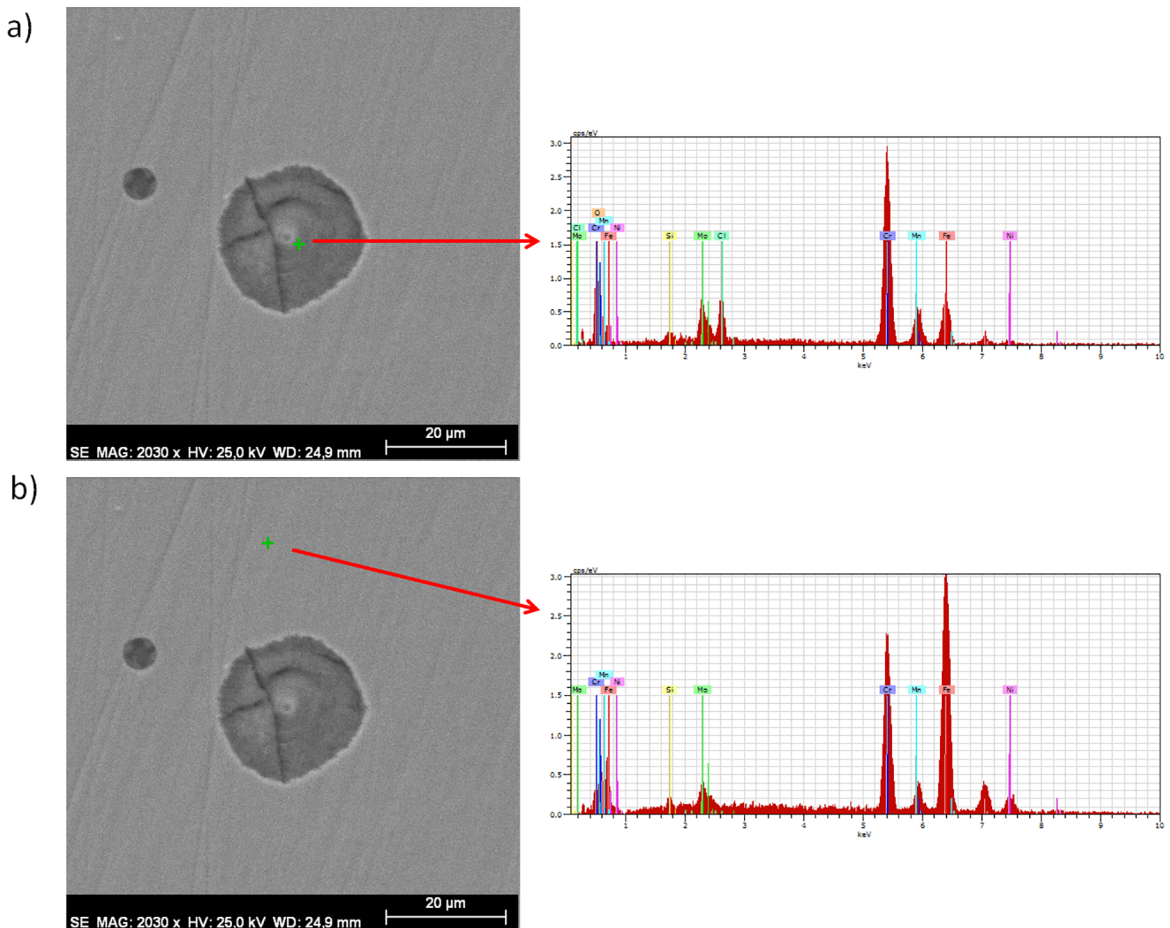 a)
cps/eV
3.0
2.5
2.0
1.5
1.0
0.5
0.0
O
Mn
Cl Cr Ni
Mo Fe
Si Mo Cl Cr Mn Fe Ni
1 2 3 4 5 6 7 8 9 10
keV
20 µm
SE MAG: 2030 x HV: 25,0 kV WD: 24,9 mm
b)
cps/eV
3.0
2.5
2.0
1.5
1.0
0.5
0.0
Mn
Cr
Mo Fe Ni
Si Mo Cr Mn Fe Ni
1 2 3 4 5 6 7 8 9 10
keV
20 µm
SE MAG: 2030 x HV: 25,0 kV WD: 24,9 mm